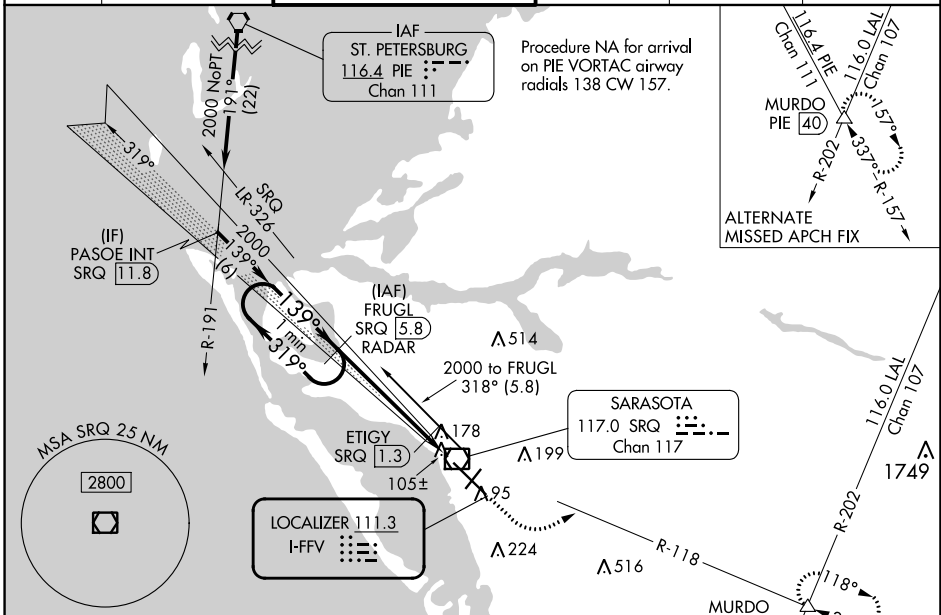 IAF
ST. PETERSBURG
116.4 PIE
Chan 111
Procedure NA for arrival
on PIE VORTAC airway
radials 138 CW 157.
2000 NoPT
191°
(22)
116.4 PIE
Chan 111
116.0 LAL
Chan 107
MURDO
PIE 40
157°
337°
R-202
R-157
ALTERNATE
MISSED APCH FIX
319°
SRQ
LR-326
2000
139°
(6)
(IF)
PASOE INT
SRQ 11.8
R-191
139°
1 min
319°
(IAF)
FRUGL
SRQ 5.8
RADAR
514
2000 to FRUGL
318° (5.8)
116.0 LAL
Chan 107
SARASOTA
117.0 SRQ
Chan 117
178
ETIGY
SRQ 1.3
105±
199
1749
MSA SRQ 25 NM
2800
95
LOCALIZER 111.3
I-FFV
224
516
R-118
R-202
118°
MURDO